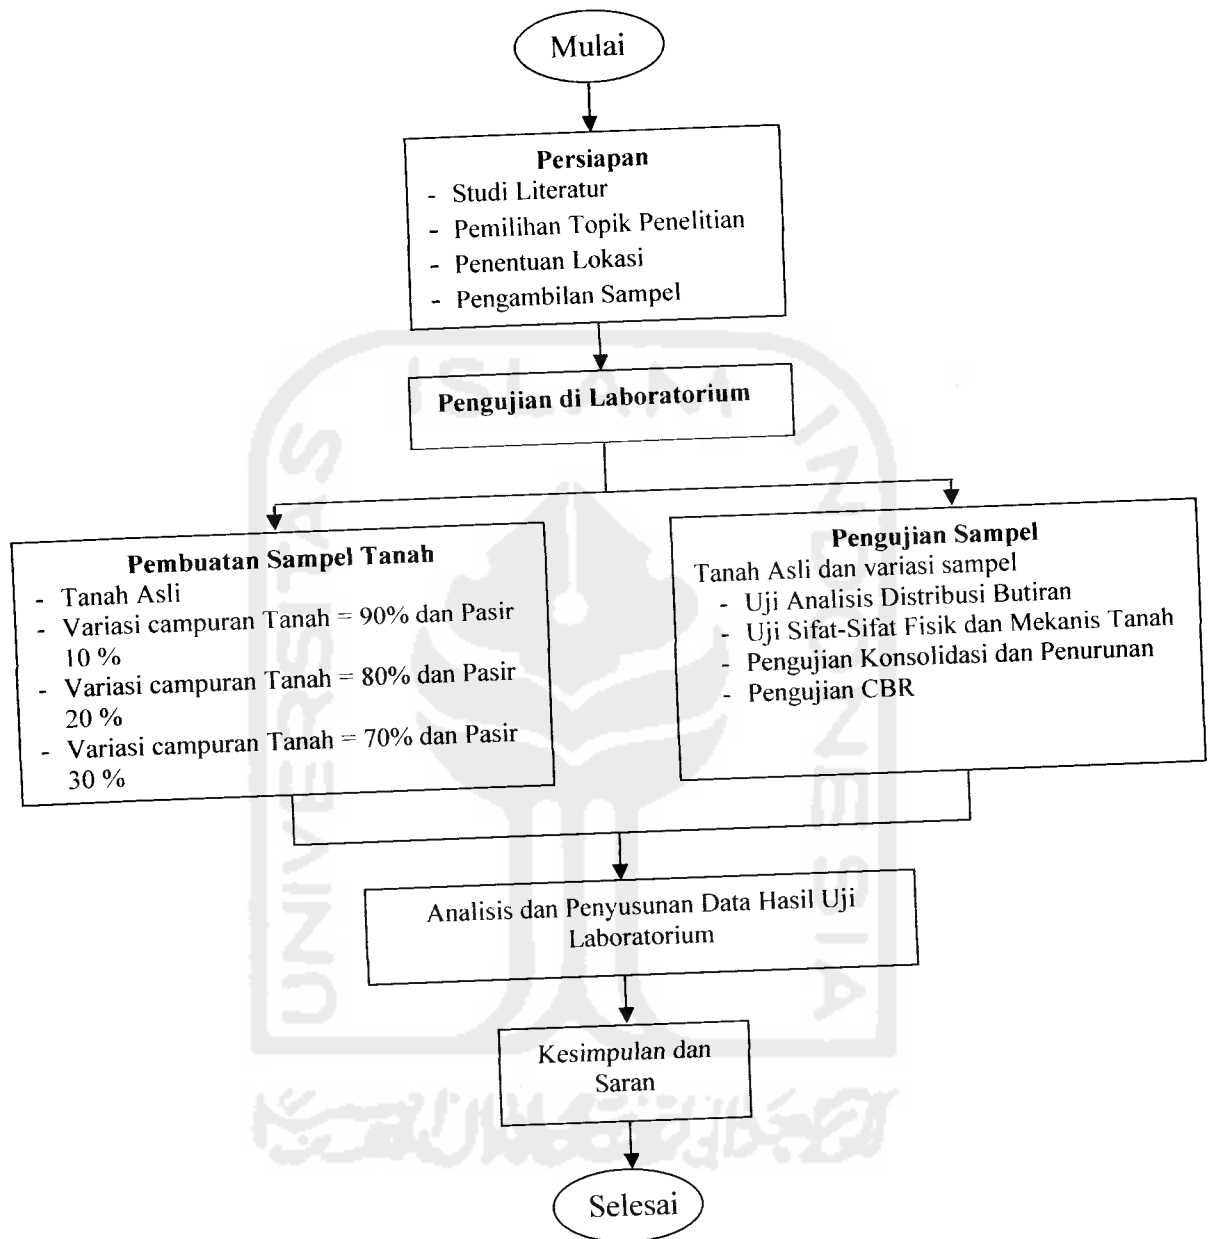 Mulai
Persiapan
- Studi Literatur
- Pemilihan Topik Penelitian
- Penentuan Lokasi
- Pengambilan Sampel
Pengujian di Laboratorium
Pembuatan Sampel Tanah
- Tanah Asli
- Variasi campuran Tanah = 90% dan Pasir
10 %
- Variasi campuran Tanah = 80% dan Pasir
20 %
- Variasi campuran Tanah = 70% dan Pasir
30 %
Pengujian Sampel
Tanah Asli dan variasi sampel
- Uji Analisis Distribusi Butiran
- Uji Sifat-Sifat Fisik dan Mekanis Tanah
- Pengujian Konsolidasi dan Penurunan
- Pengujian CBR
Analisis dan Penyusunan Data Hasil Uji
Laboratorium
Kesimpulan dan
Saran
Selesai
UNIVERSITAS
ISLAM
INDONESIA